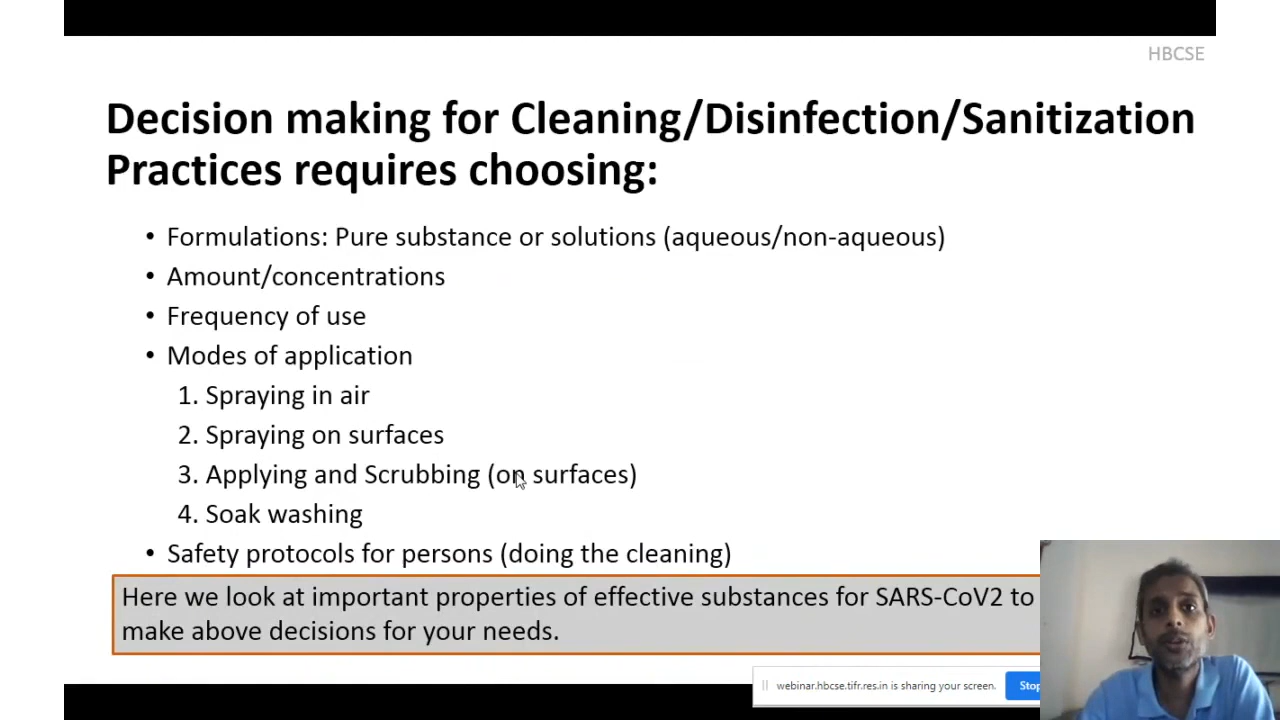 HBCSE
Decision making for Cleaning/Disinfection/Sanitization
Practices requires choosing:
• Formulations: Pure substance or solutions (aqueous/non-aqueous)
• Amount/concentrations
• Frequency of use
• Modes of application
1. Spraying in air
2. Spraying on surfaces
3. Applying and Scrubbing (on surfaces)
4. Soak washing
• Safety protocols for persons (doing the cleaning)
Here we look at important properties of effective substances for SARS-CoV2 to
make above decisions for your needs.
webinar.hbcse.tifr.res.in is sharing your screen.
Stop